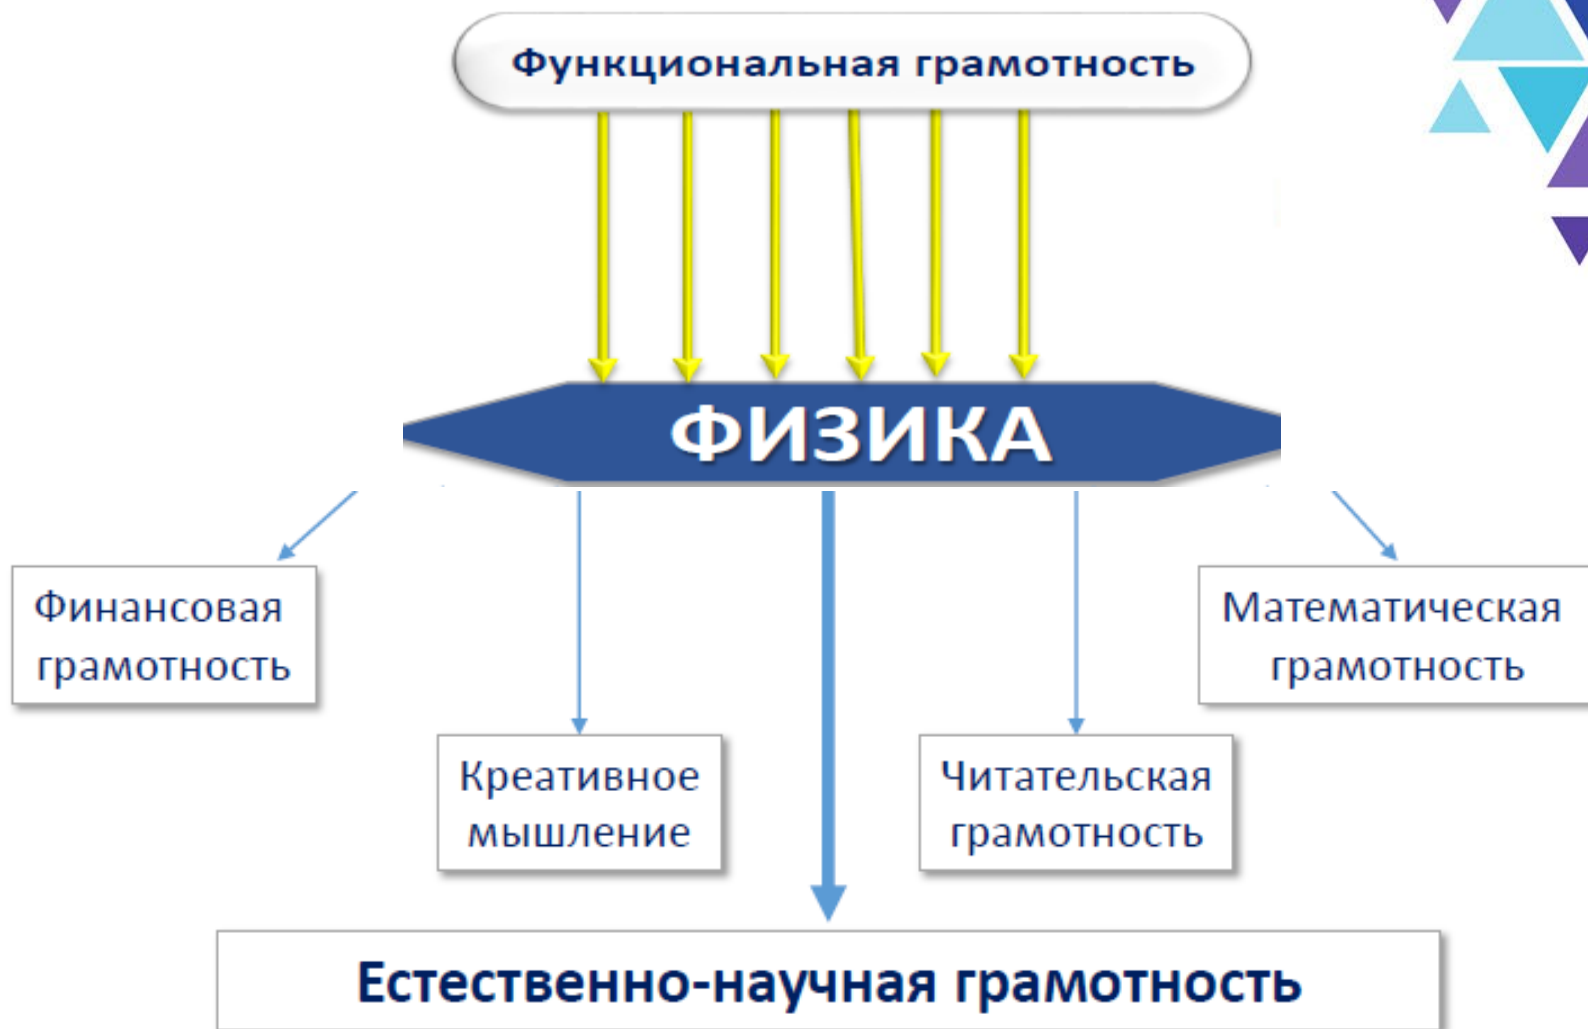 Функциональная грамотность
ФИЗИКА
Финансовая
грамотность
Математическая
грамотность
Креативное
мышление
Читательская
грамотность
Естественно-научная грамотность